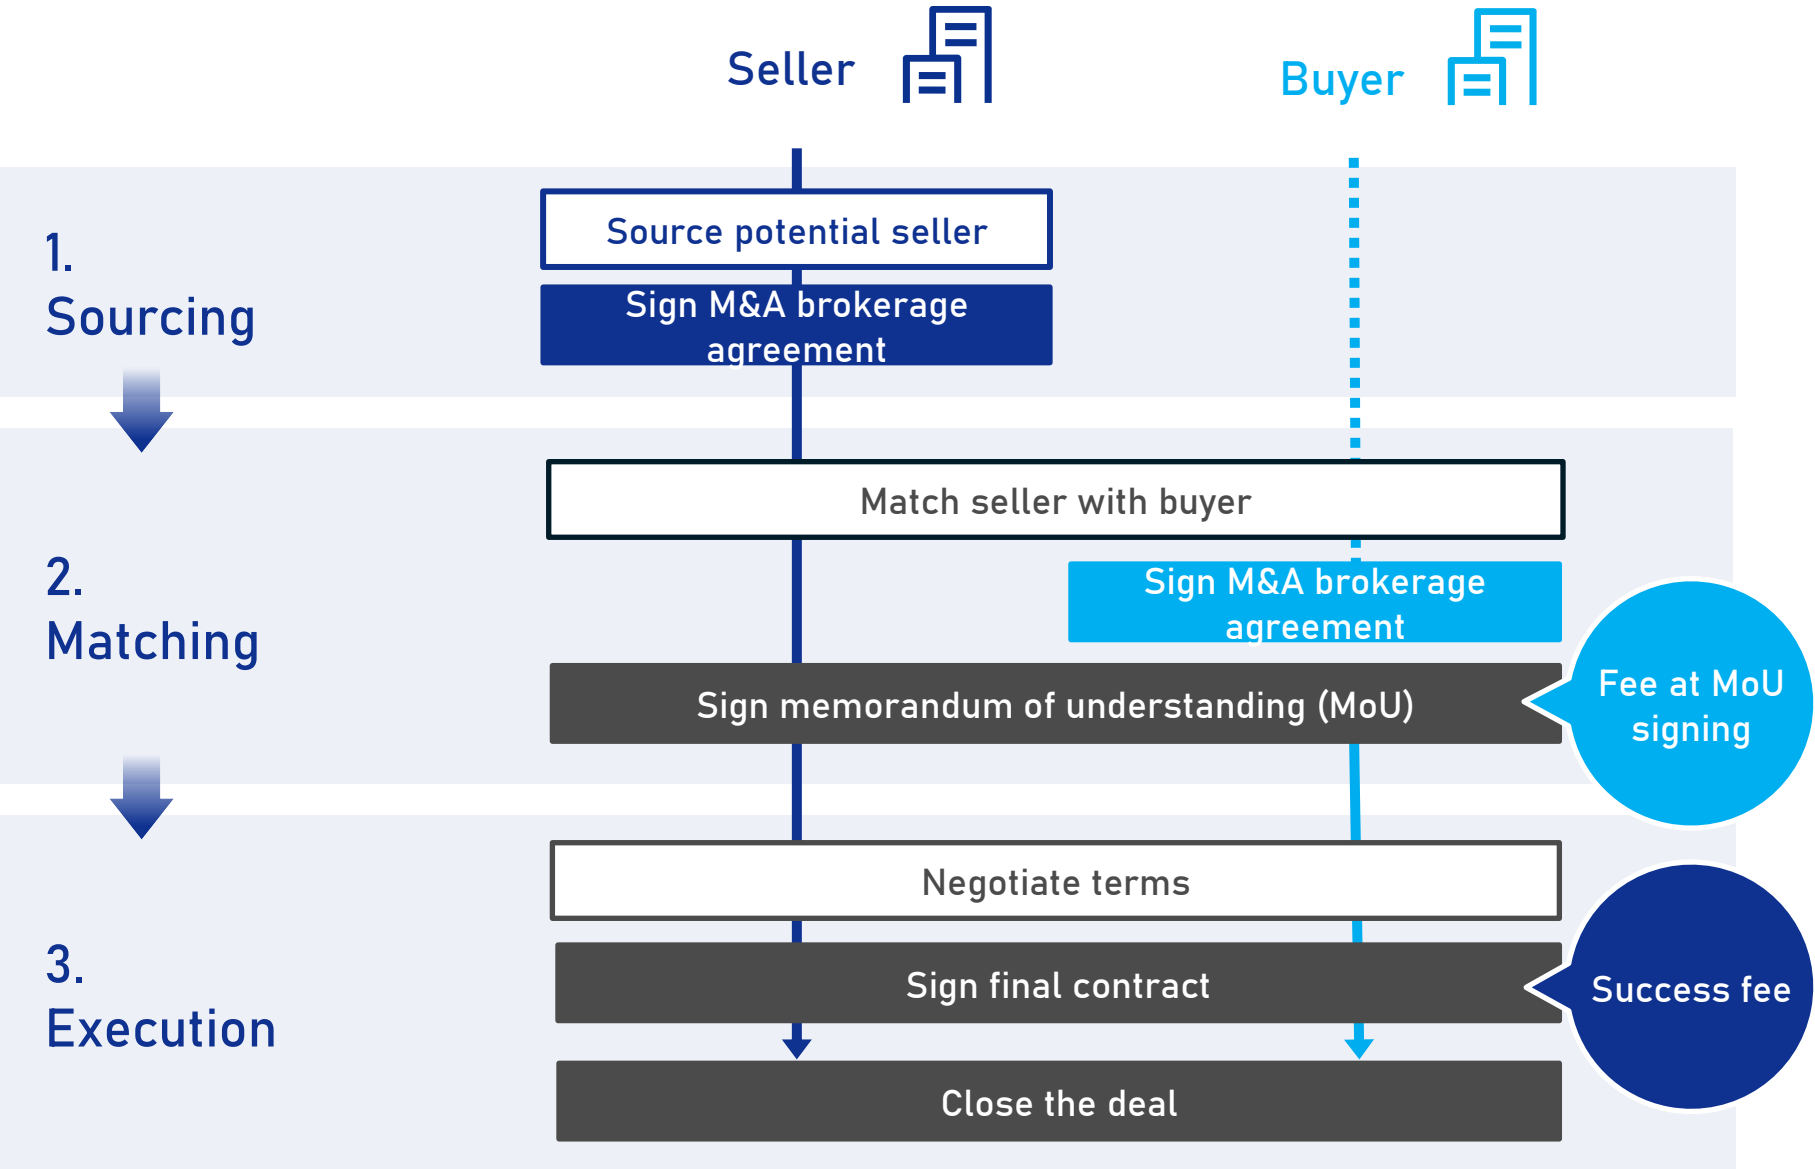 Seller
Buyer
1.
Sourcing
Source potential seller
Sign M&A brokerage
agreement
2.
Matching
Match seller with buyer
Sign M&A brokerage
agreement
Sign memorandum of understanding (MoU)
Fee at MoU
signing
3.
Execution
Negotiate terms
Sign final contract
Success fee
Close the deal